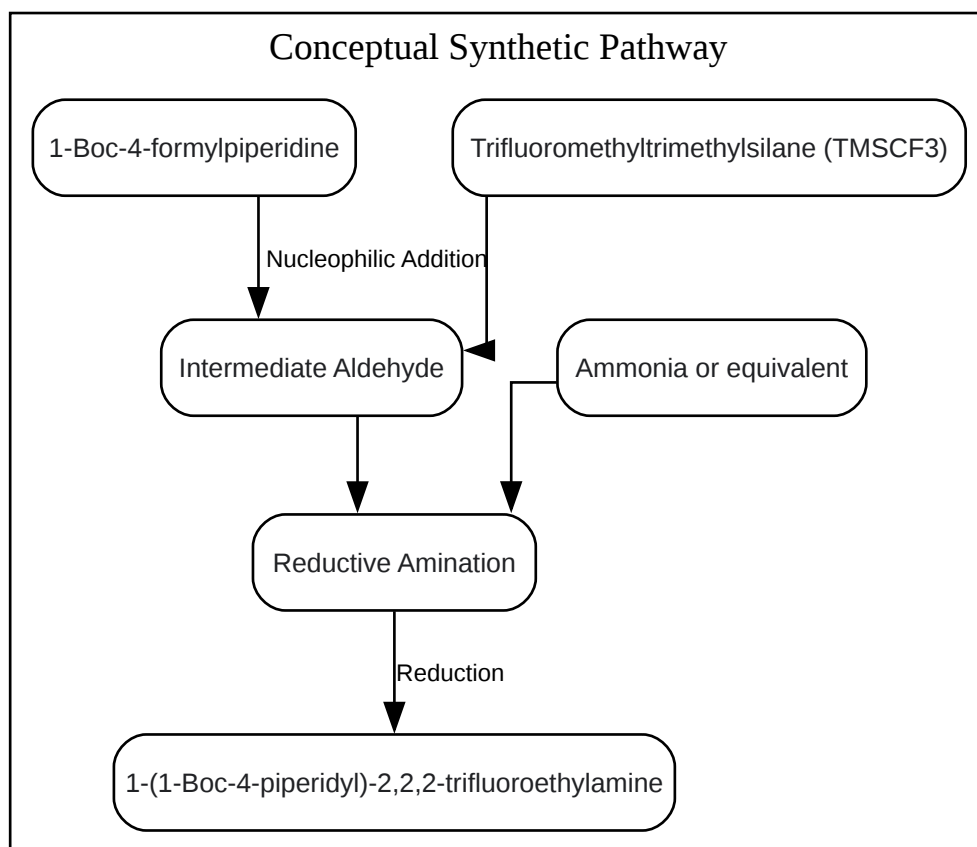 Conceptual Synthetic Pathway
1-Boc-4-formylpiperidine
Trifluoromethyltrimethylsilane (TMSCF3)
Nucleophilic Addition
Intermediate Aldehyde
Ammonia or equivalent
Reductive Amination
Reduction
1-(1-Boc-4-piperidyl)-2,2,2-trifluoroethylamine